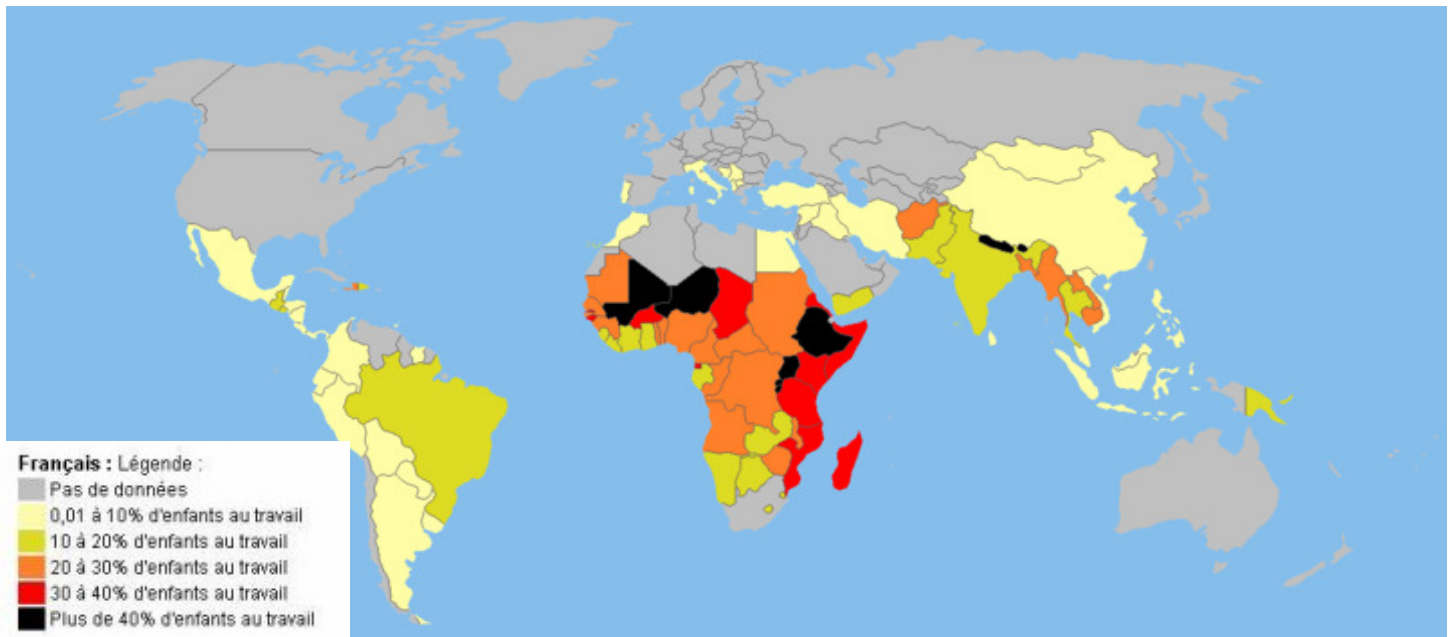 Français : Légende :
Pas de données
0,01 à 10% d'enfants au travail
10 à 20% d'enfants au travail
20 à 30% d'enfants au travail
30 à 40% d'enfants au travail
Plus de 40% d'enfants au travail